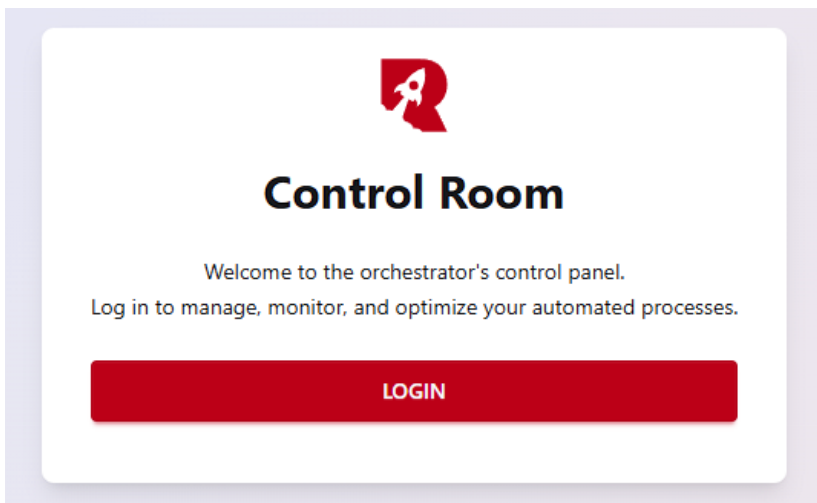 Control Room
Welcome to the orchestrator's control panel.
Log in to manage, monitor, and optimize your automated processes.
LOGIN